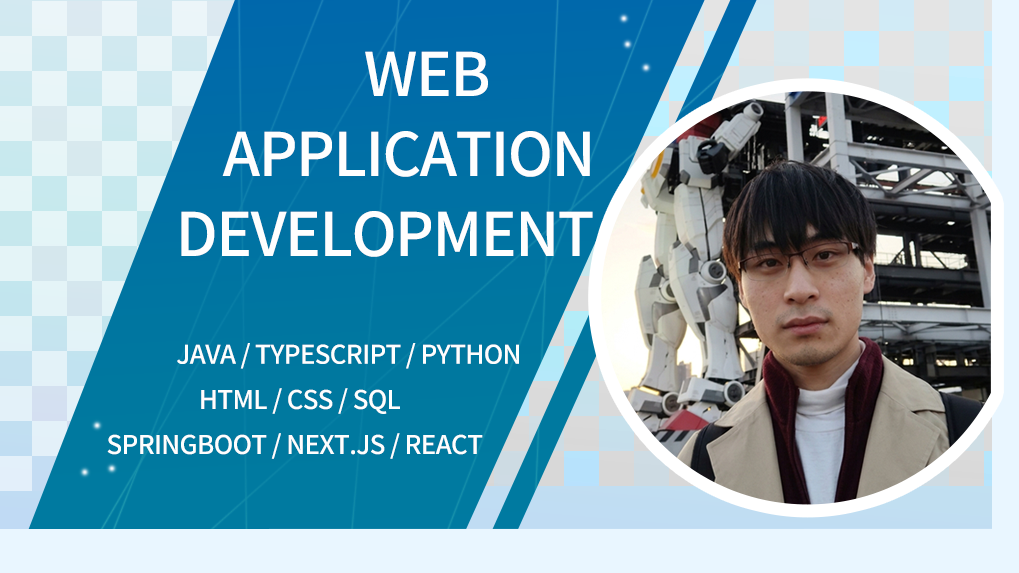 WEB
APPLICATION
DEVELOPMENT
JAVA / TYPESCRIPT / PYTHON
HTML / CSS / SQL
SPRINGBOOT / NEXT.JS / REACT